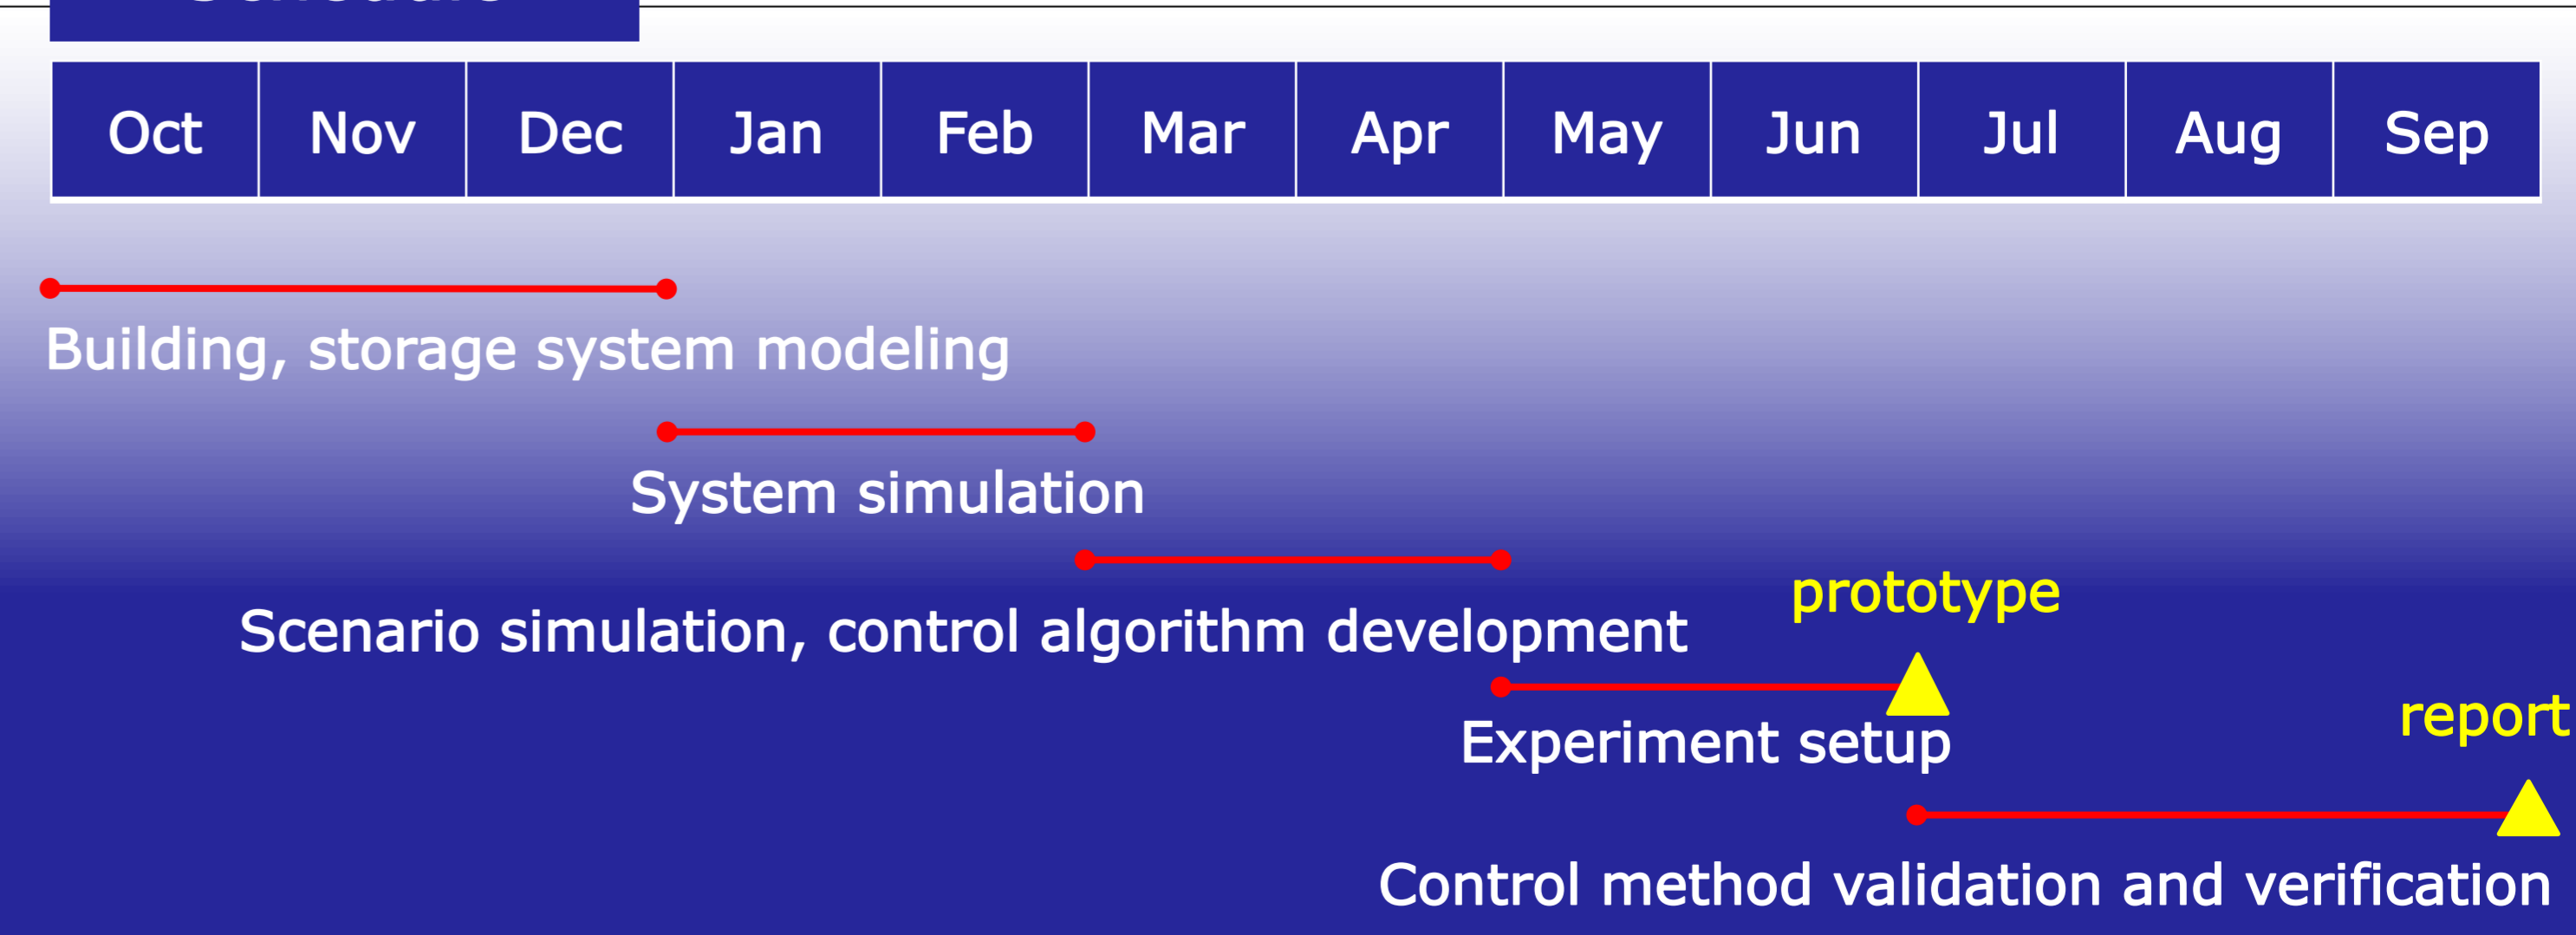 Oct Nov Dec Jan Feb Mar Apr May Jun Jul Aug Sep
Building, storage system modeling
System simulation
Scenario simulation, control algorithm development
prototype
Experiment setup
report
Control method validation and verification